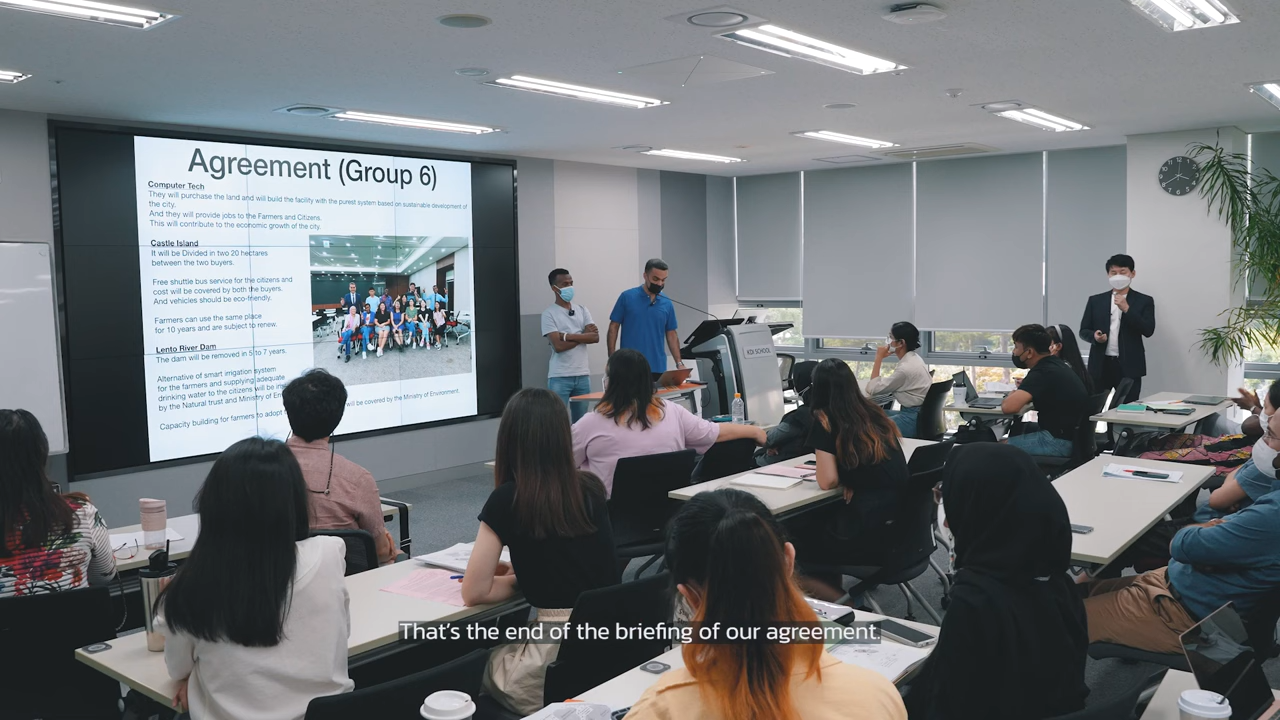 Agreement (Group 6)
Computer Tech
They will purchase the land and will build the facility with the purest system based on sustainable development of
the city.
And they will provide jobs to the Farmers and Citizens.
This will contribute to the economic growth of the city.
Castle Island
It will be Divided in two 20 hectares
between the two buyers.
Free shuttle bus service for the citizens and
cost will be covered by both the buyers.
And vehicles should be eco-friendly.
Farmers can use the same place
for 10 years and are subject to renew.
Lento River Dam
The dam will be removed in 5 to 7 years.
Alternative of smart irrigation system
for the farmers and supplying adequate
drinking water to the citizens will be
by the Natural trust and Ministry of will be covered by the Ministry of Environment.
Capacity building for farmers to adopt
KDI SCHOOL
That's the end of the briefing of our agreement.